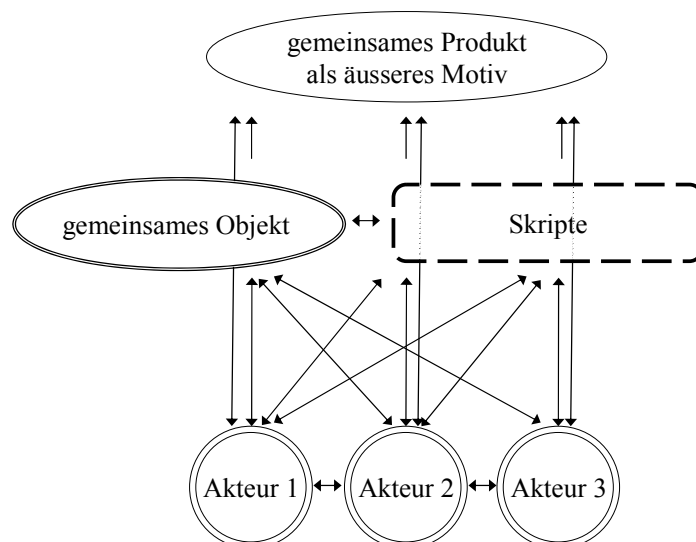 gemeinsames Produkt
als äusseres Motiv
gemeinsames Objekt
Skripte
Akteur 1
Akteur 2
Akteur 3